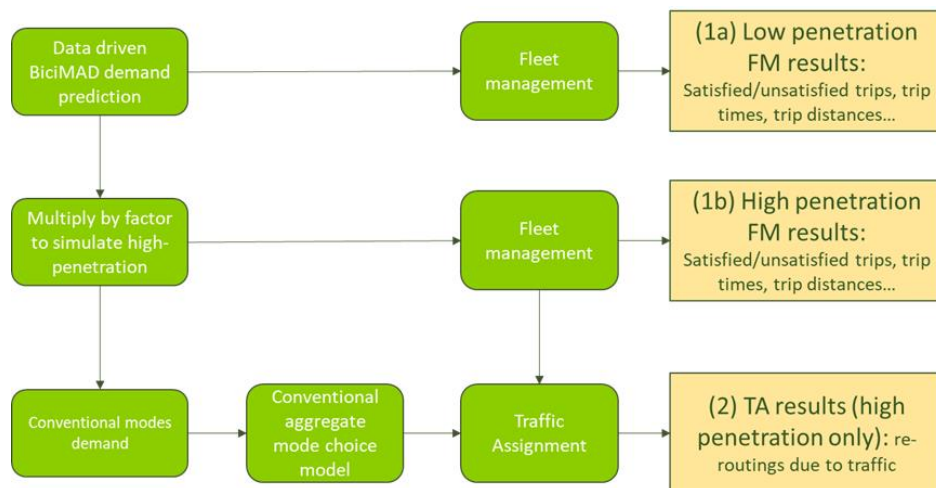 Data driven
BiciMAD demand
prediction
Fleet
management
(1a) Low penetration
FM results:
Satisfied/unsatisfied trips, trip
times, trip distances...
Multiply by factor
to simulate high-
penetration
Fleet
management
(1b) High penetration
FM results:
Satisfied/unsatisfied trips, trip
times, trip distances...
Conventional modes
demand
Conventional
aggregate
mode choice
model
Traffic
Assignment
(2) TA results (high
penetration only): re-
routings due to traffic